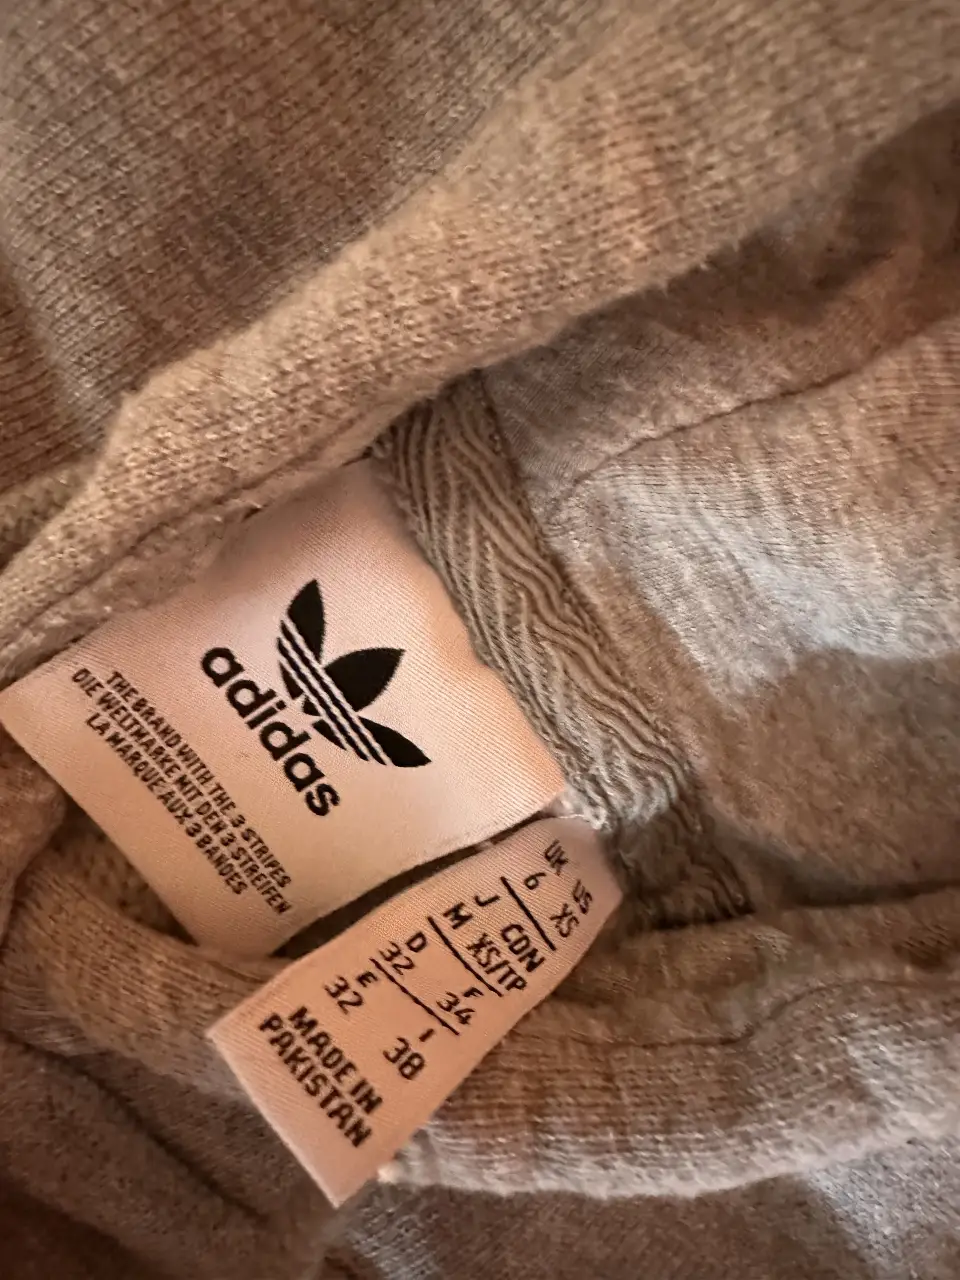 adidas
THE BRAND WITH THE 3 STRIPES
DIE WELTMARKE MIT DEN 3 STREIFEN
LA MARQUE AUX 3 BANDES
UK US
6 XS
J CDN
M XS/TP
D F
32 34
E I
32 38
MADE IN
PAKISTAN